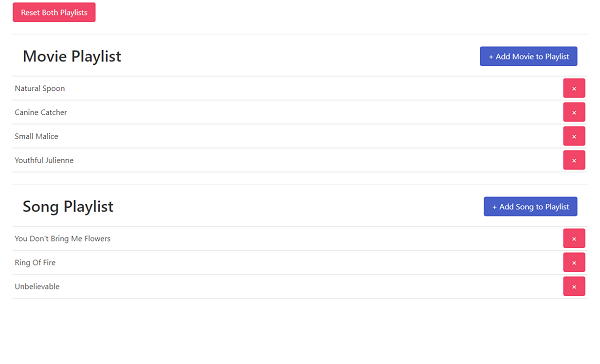 Reset Both Playlists
Movie Playlist
+ Add Movie to Playlist
Natural Spoon
×
Canine Catcher
×
Small Malice
×
Youthful Julienne
×
Song Playlist
+ Add Song to Playlist
You Don't Bring Me Flowers
×
Ring Of Fire
×
Unbelievable
×